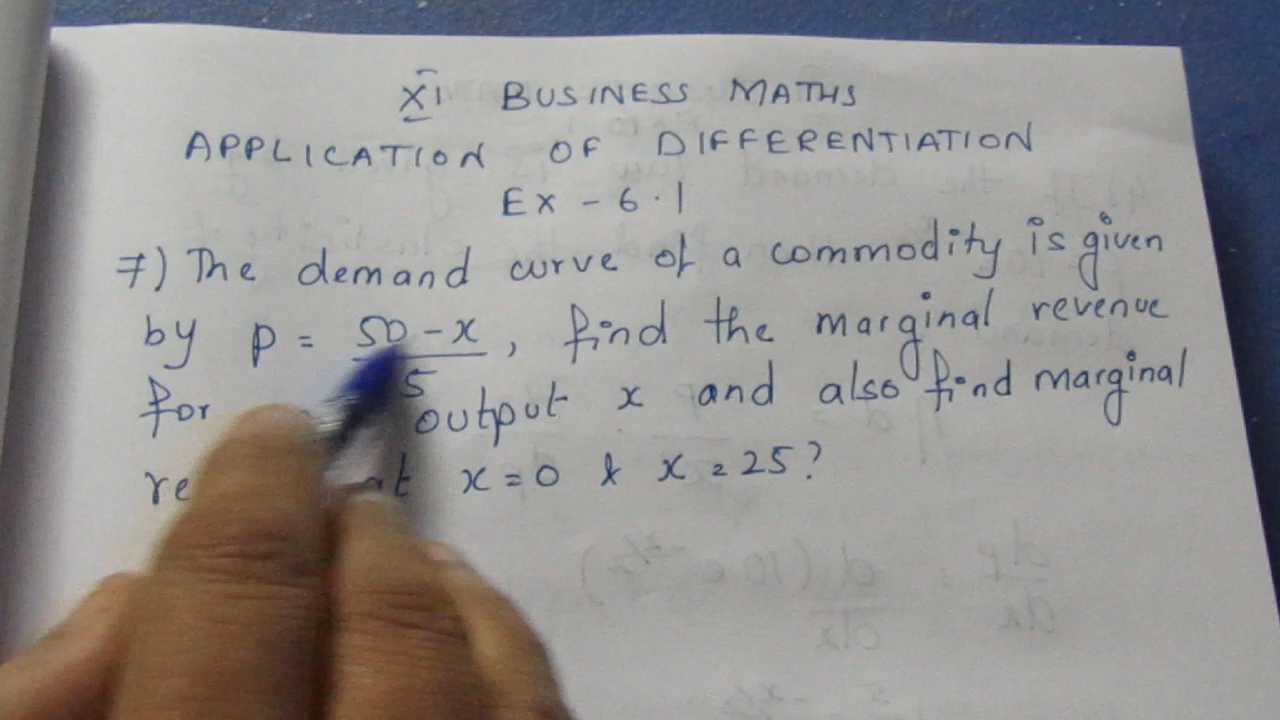 XI BUSINESS MATHS
APPLICATION OF DIFFERENTIATION
EX - 6.1
7) The demand curve of a commodity is given
by p = 50 - x / 5, find the marginal revenue
for output x and also find marginal
at x = 0 & x = 25?